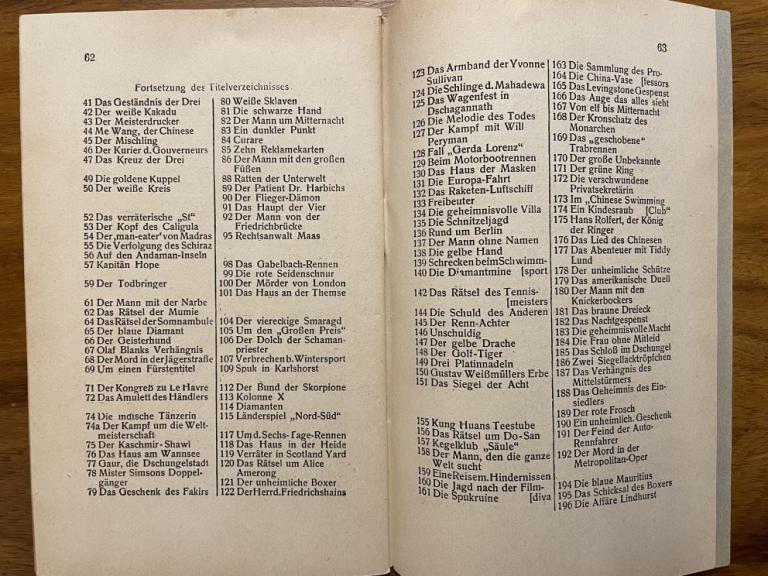 62
Fortsetzung des Titelverzeichnisses.
41 Das Geständnis der Drei
42 Der weiße Kakadu
43 Der Meisterdrucker
44 Me Wang, der Chinese
45 Der Mischling
46 Der Kurier d. Gouverneurs
47 Das Kreuz der Drei
49 Die goldene Kuppel
50 Der weiße Kreis
52 Das verräterische „St“
53 Der Kopf des Caligula
54 Der ‚man-eater‘ von Madras
55 Die Verfolgung des Schiraz
56 Auf den Andaman-Inseln
57 Kapitän Hope
59 Der Todbringer
61 Der Mann mit der Narbe
62 Das Rätsel der Mumie
64 Das Rätsel der Somnambule
65 Der blaue Diamant
66 Der Geisterhund
67 Olaf Blanks Verhängnis
68 Der Mord in der Jägerstraße
69 Um einen Fürstentitel
71 Der Kongreß zu Le Havre
72 Das Amulett des Händlers
74 Die indische Tänzerin
74a Der Kampf um die Welt-
meisterschaft
75 Der Kaschmir-Shawl
76 Das Haus am Wannsee
77 Gaur, die Dschungelstadt
78 Mister Simsons Doppel-
gänger
79 Das Geschenk des Fakirs
80 Weiße Sklaven
81 Die schwarze Hand
82 Der Mann um Mitternacht
83 Ein dunkler Punkt
84 Curare
85 Zehn Reklamekarten
86 Der Mann mit den großen
Füßen
88 Ratten der Unterwelt
89 Der Patient Dr. Harbichs
90 Der Flieger-Dämon
91 Das Haupt der Vier
92 Der Mann von der
Friedrichbrücke
95 Rechtsanwalt Maas
98 Das Gabelbach-Rennen
99 Die rote Seidenschnur
100 Der Mörder von London
101 Das Haus an der Themse
104 Der viereckige Smaragd
105 Um den „Großen Preis“
106 Der Dolch der Schaman-
priester
107 Verbrechen b. Wintersport
109 Spuk in Karlshorst
112 Der Bund der Skorpione
113 Kolonne X
114 Diamanten
115 Länderspiel „Nord-Süd“
117 Um d. Sechs-Tage-Rennen
118 Das Haus in der Heide
119 Verräter in Scotland Yard
120 Das Rätsel um Alice
Amerong
121 Der unheimliche Boxer
122 Der Herr d. Friedrichshains
63
123 Das Armband der Yvonne
Sullivan
124 Die Schlinge d. Mahadewa
125 Das Wagenfest in
Dschagannath
126 Die Melodie des Todes
127 Der Kampf mit Will
Peryman
128 Fall „Gerda Lorenz“
129 Beim Motorbootrennen
130 Das Haus der Masken
131 Die Europa-Fahrt
132 Das Raketen-Luftschiff
133 Freibeuter
134 Die geheimnisvolle Villa
135 Die Schnitzeljagd
136 Rund um Berlin
137 Der Mann ohne Namen
138 Die gelbe Hand
139 Schrecken beim Schwimm-
140 Die Diamantmine [sport
142 Das Rätsel des Tennis-
[meisters
144 Die Schuld des Anderen
145 Der Renn-Achter
146 Unschuldig
147 Der gelbe Drache
148 Der Golf-Tiger
149 Drei Platinnadeln
150 Gustav Weißmüllers Erbe
151 Das Siegel der Acht
155 Kung Huans Teestube
156 Das Rätsel um Do-San
157 Kegelklub „Säule“
158 Der Mann, den die ganze
Welt sucht
159 Eine Reise m. Hindernissen
160 Die Jagd nach der Film-
161 Die Spukruine [diva
163 Die Sammlung des Pro-
164 Die China-Vase [fessors
165 Das Levingstone Gespenst
166 Das Auge das alles sieht
167 Von elf bis Mitternacht
168 Der Kronschatz des
Monarchen
169 Das „geschobene“
Trabrennen
170 Der große Unbekannte
171 Der grüne Ring
172 Die verschwundene
Privatsekretärin
173 Im „Chinese Swimming
174 Ein Kindesraub [Club“
175 Hans Rolfert, der König
der Ringer
176 Das Lied des Chinesen
177 Das Abenteuer mit Tiddy
Lund
178 Der unheimliche Schütze
179 Das amerikanische Duell
180 Der Mann mit den
Knickerbockers
181 Das braune Dreieck
182 Das Nachtgespenst
183 Die geheimnisvolle Macht
184 Die Frau ohne Mitleid
185 Das Schloß im Dschungel
186 Zwei Siegellacktröpfchen
187 Das Verhängnis des
Mittelstürmers
188 Das Geheimnis des Ein-
siedlers
189 Der rote Frosch
190 Ein unheimlich. Geschenk
191 Der Feind der Auto-
Rennfahrer
192 Der Mord in der
Metropolitan-Oper
194 Die blaue Mauritius
195 Das Schicksal des Boxers
196 Die Affäre Lindhurst